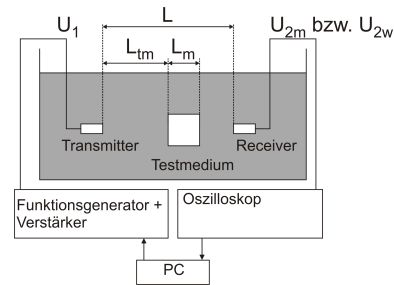 L
U1
U2m bzw. U2w
Ltm
Lm
Transmitter
Receiver
Testmedium
Funktionsgenerator +
Verstärker
Oszilloskop
PC